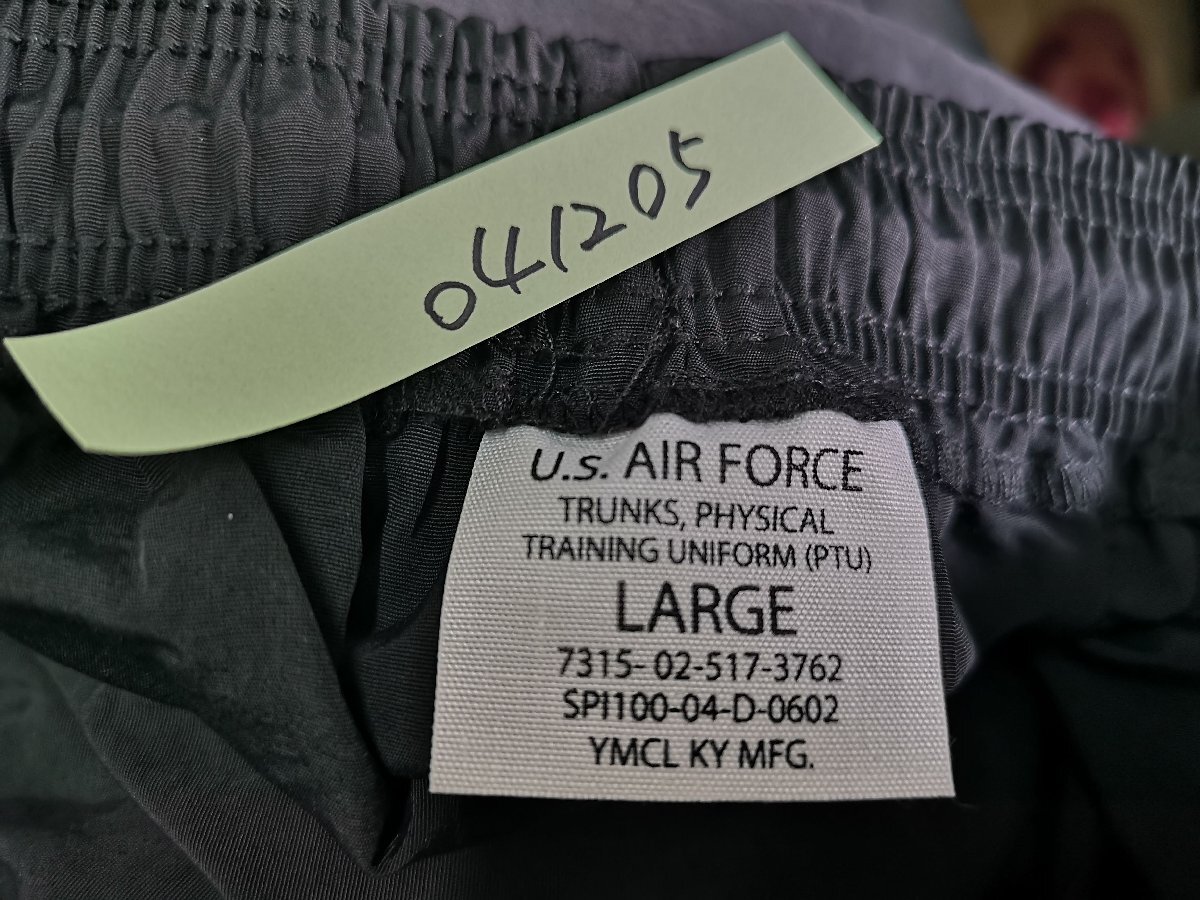 041205
U.S. AIR FORCE
TRUNKS, PHYSICAL
TRAINING UNIFORM (PTU)
LARGE
7315-02-517-3762
SPI100-04-D-0602
YMCL KY MFG.